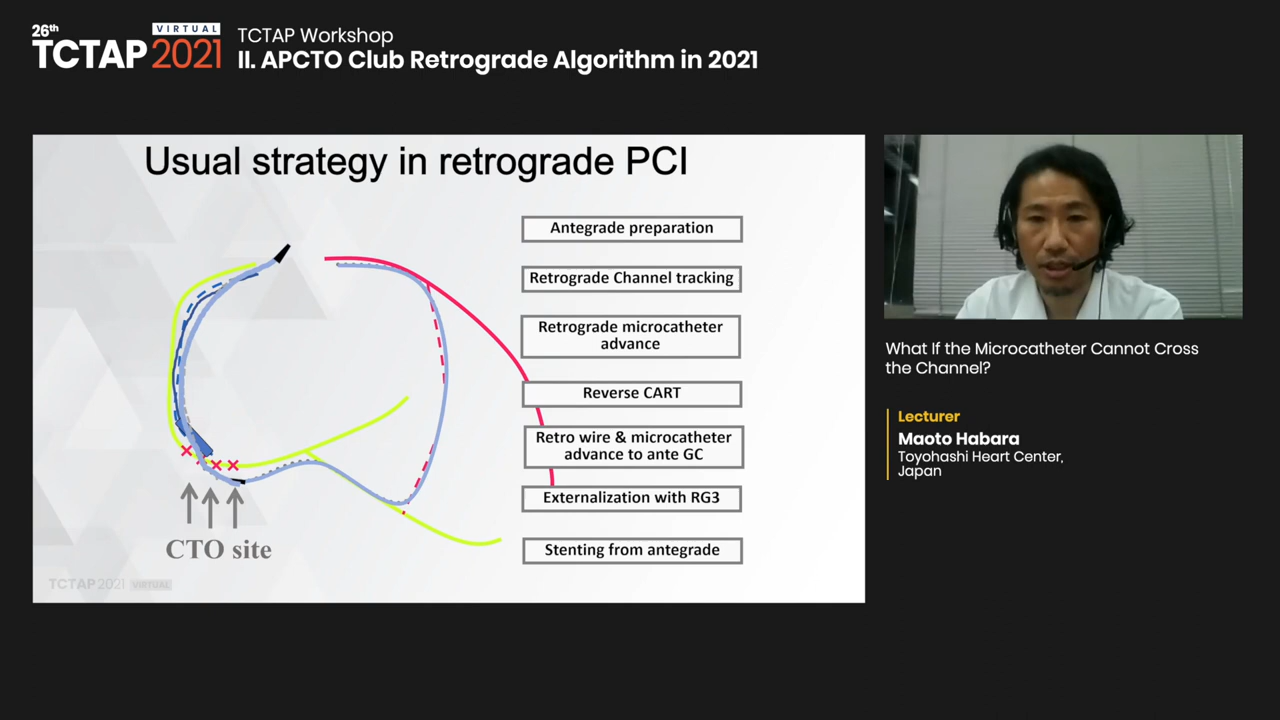 26th
VIRTUAL
TCTAP 2021
TCTAP Workshop
II. APCTO Club Retrograde Algorithm in 2021
Usual strategy in retrograde PCI
Antegrade preparation
Retrograde Channel tracking
Retrograde microcatheter
advance
Reverse CART
Retro wire & microcatheter
advance to ante GC
Externalization with RG3
Stenting from antegrade
CTO site
TCTAP 2021 VIRTUAL
What If the Microcatheter Cannot Cross
the Channel?
Lecturer
Maoto Habara
Toyohashi Heart Center,
Japan